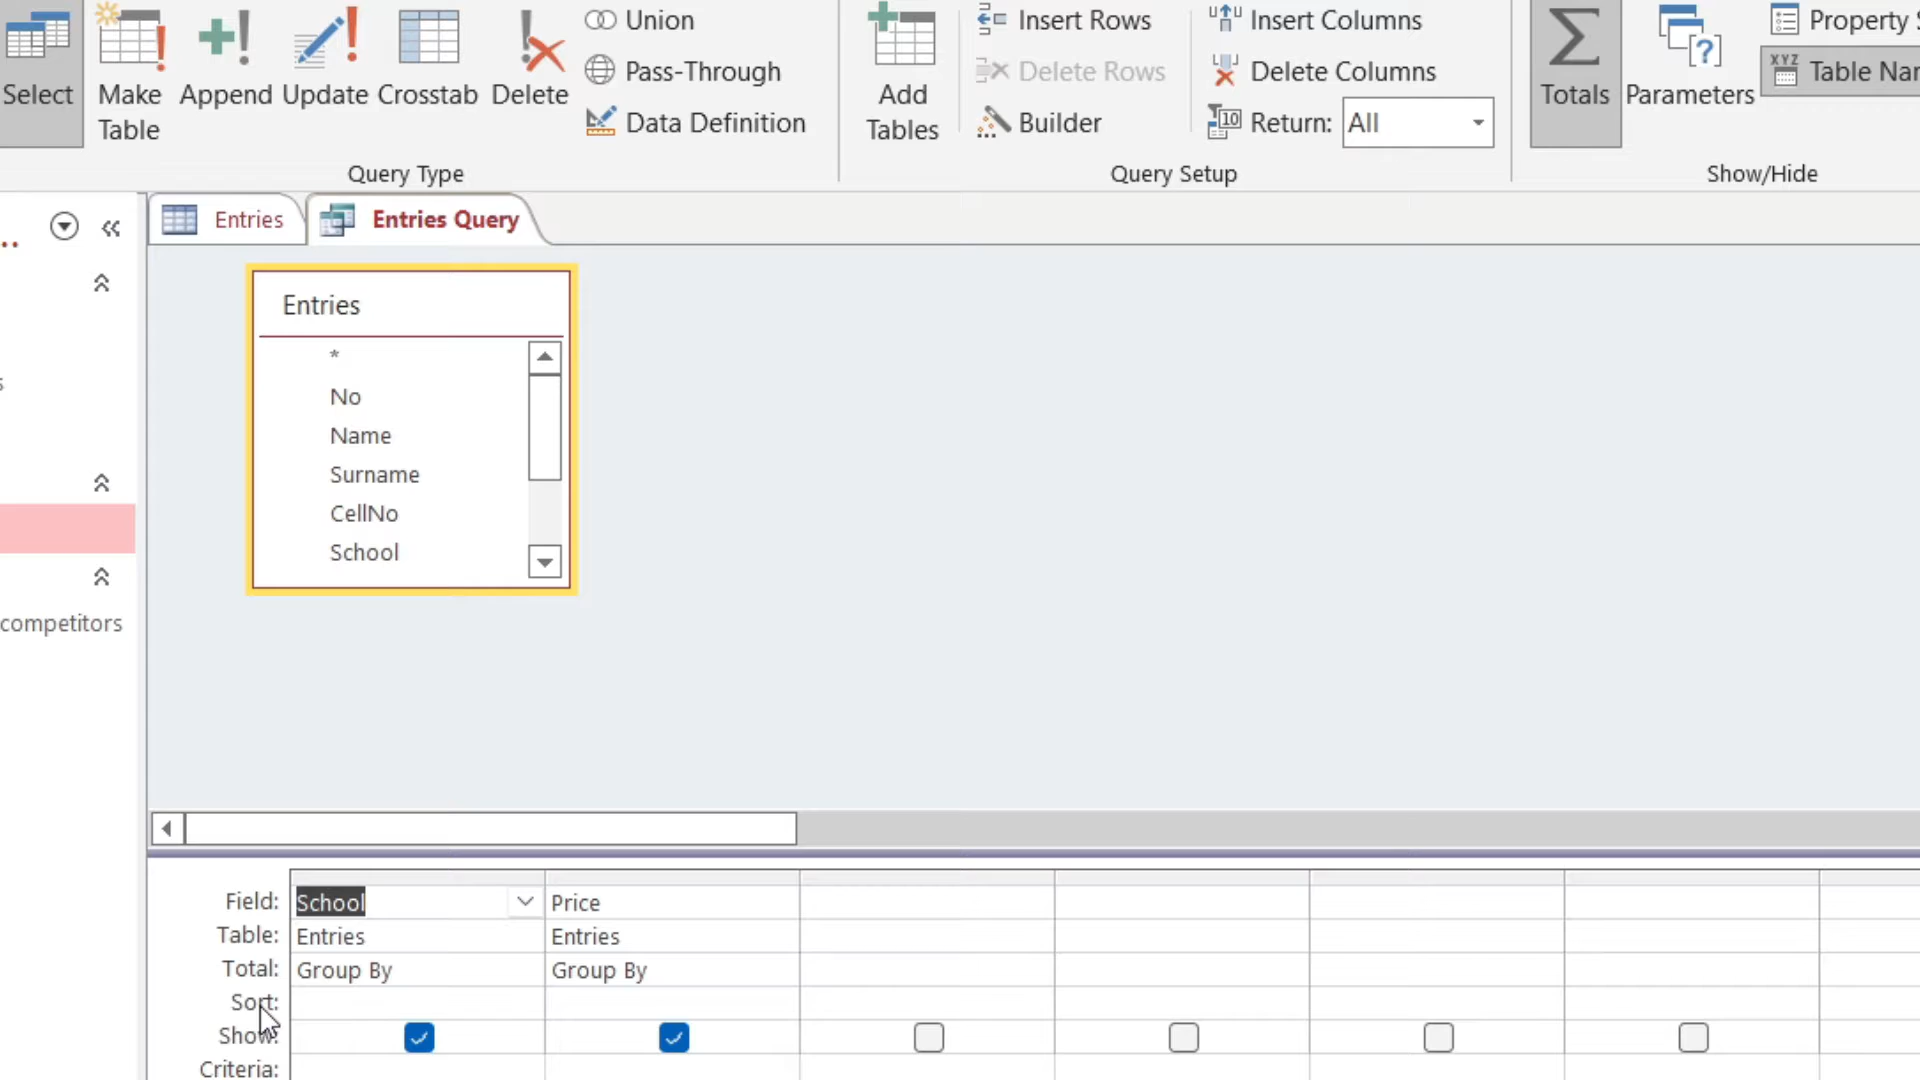 Select
Make Table
Append
Update
Crosstab
Delete
Union
Pass-Through
Data Definition
Query Type
Add Tables
Insert Rows
Delete Rows
Builder
Insert Columns
Delete Columns
10 Return: All
Query Setup
Totals
Parameters
Property
XYZ Table
Show/Hide
Entries
Entries Query
competitors
Entries
*
No
Name
Surname
CellNo
School
Field: School Price
Table: Entries Entries
Total: Group By Group By
Sort:
Show:
Criteria: